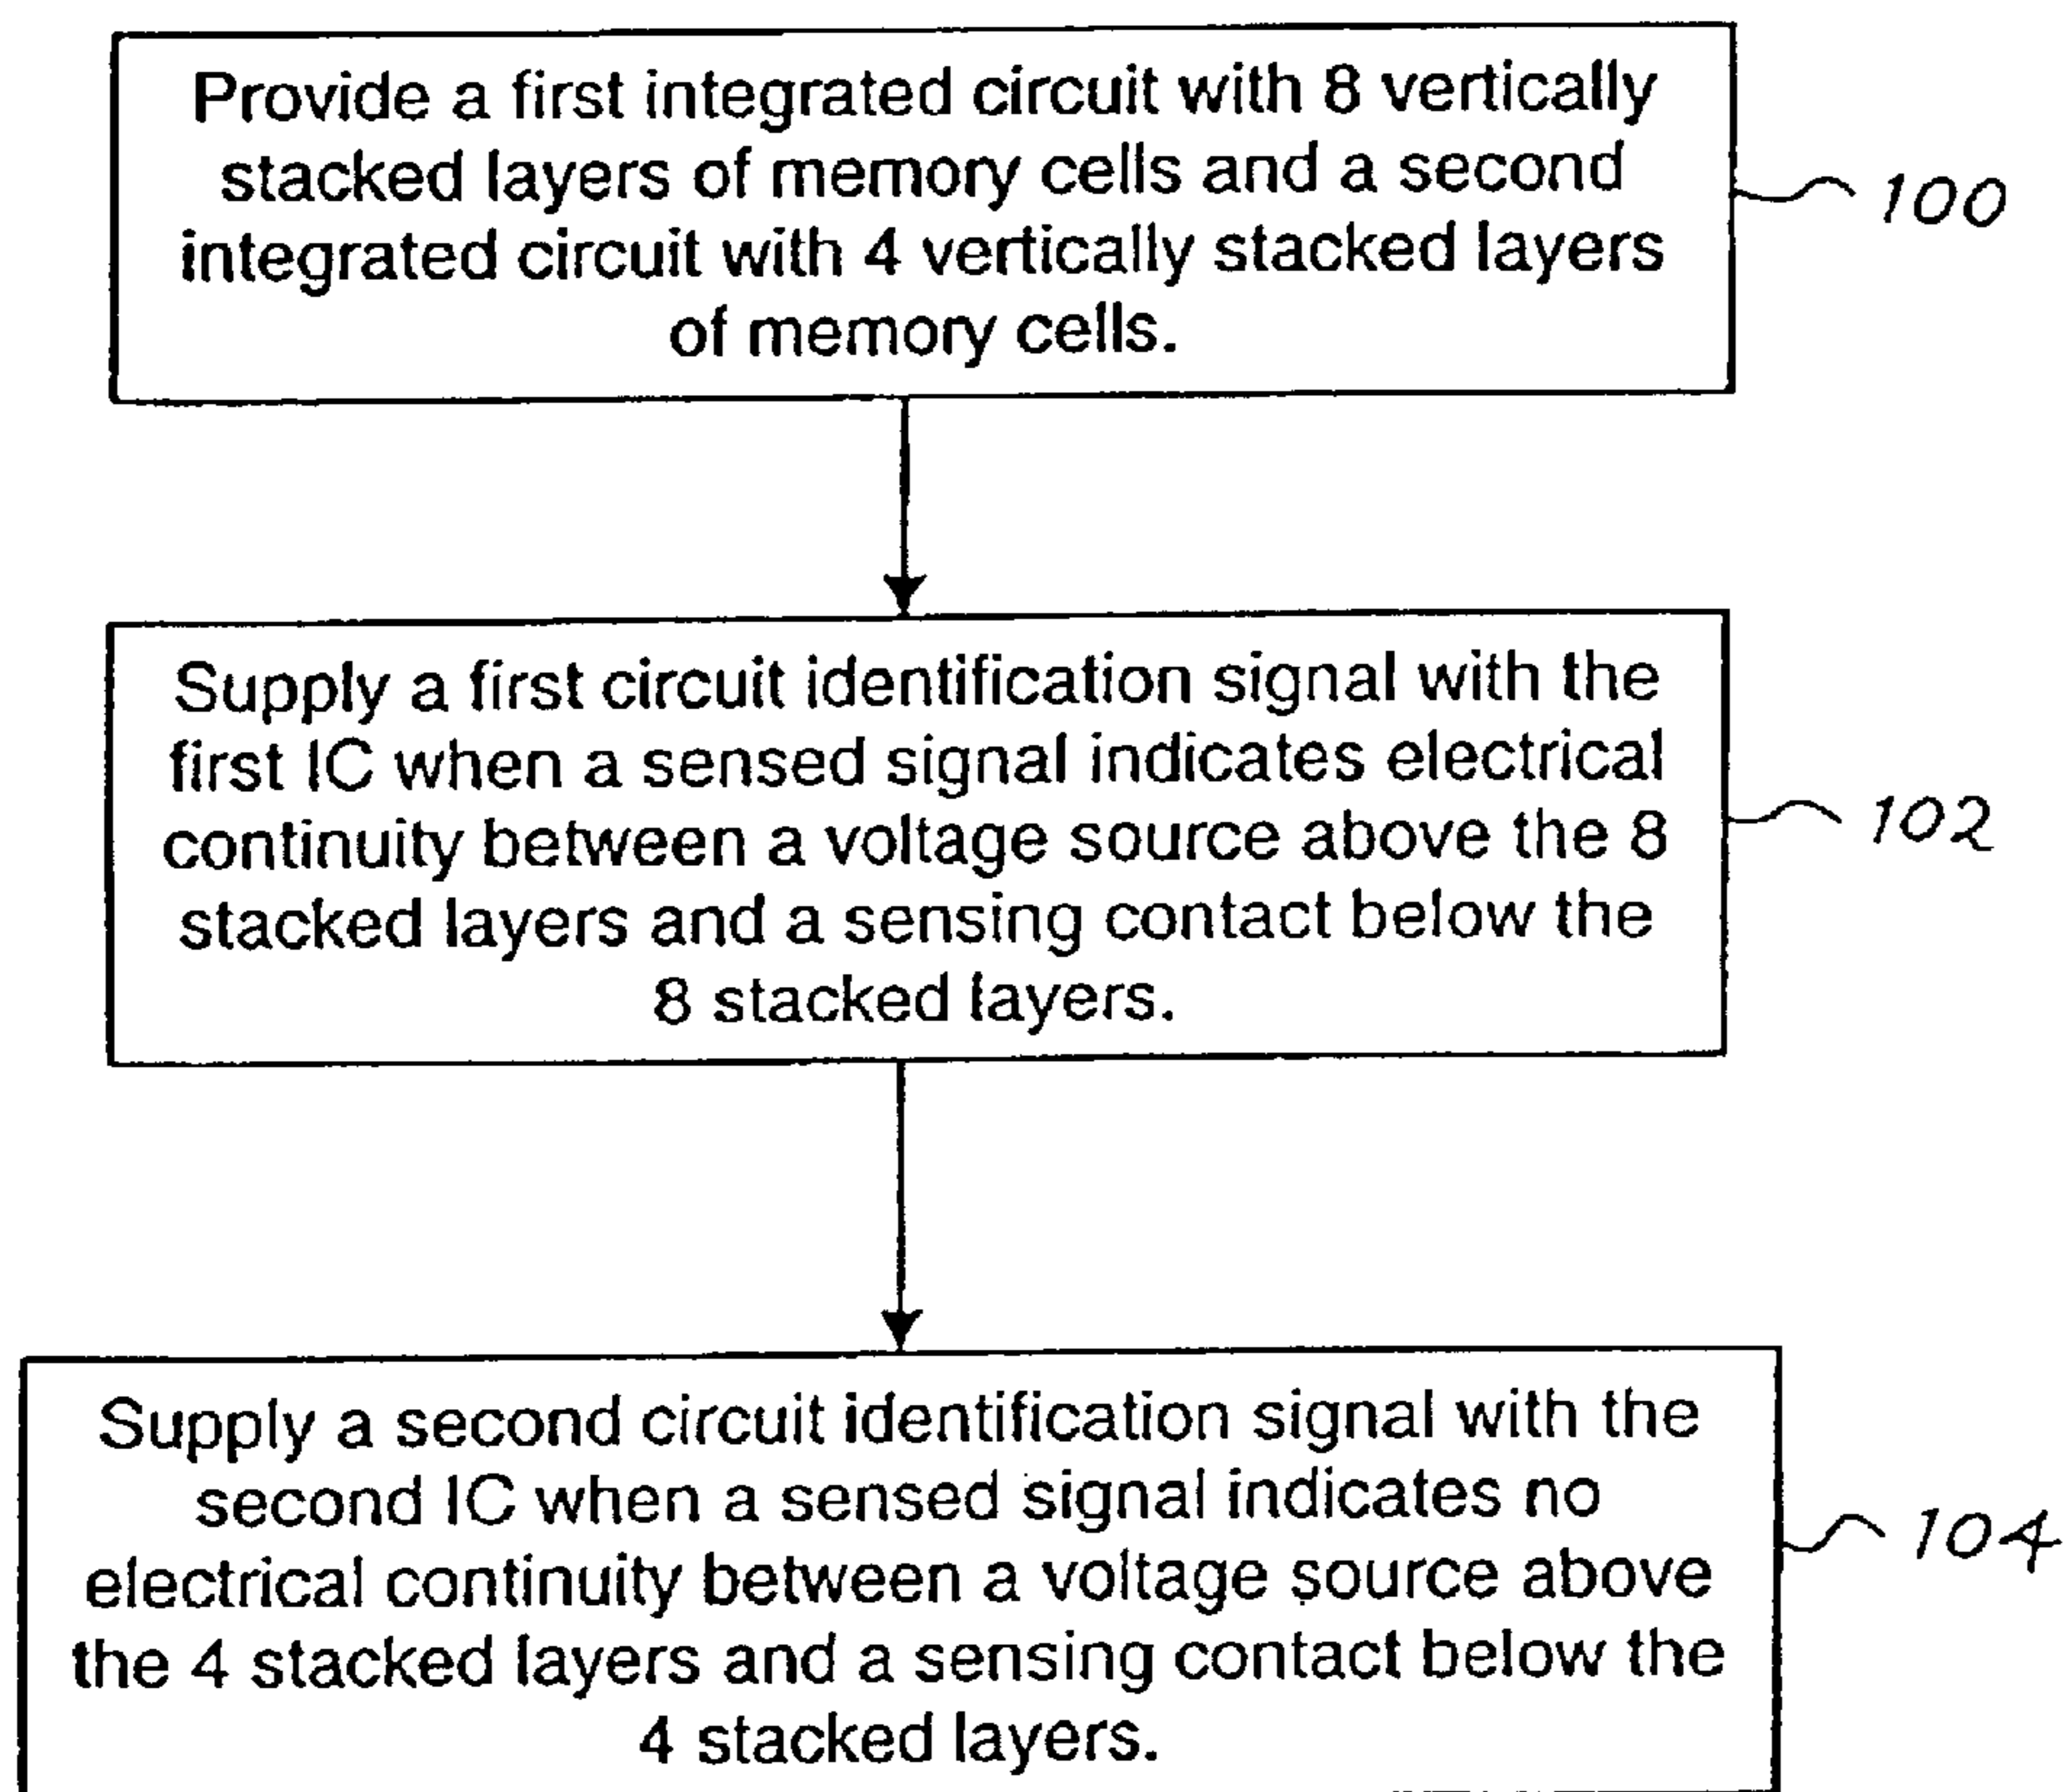 Provide a first integrated circuit with 8 vertically
stacked layers of memory cells and a second
integrated circuit with 4 vertically stacked layers
of memory cells.
100
Supply a first circuit identification signal with the
first IC when a sensed signal indicates electrical
continuity between a voltage source above the 8
stacked layers and a sensing contact below the
8 stacked layers.
102
Supply a second circuit identification signal with the
second IC when a sensed signal indicates no
electrical continuity between a voltage source above
the 4 stacked layers and a sensing contact below the
4 stacked layers.
104